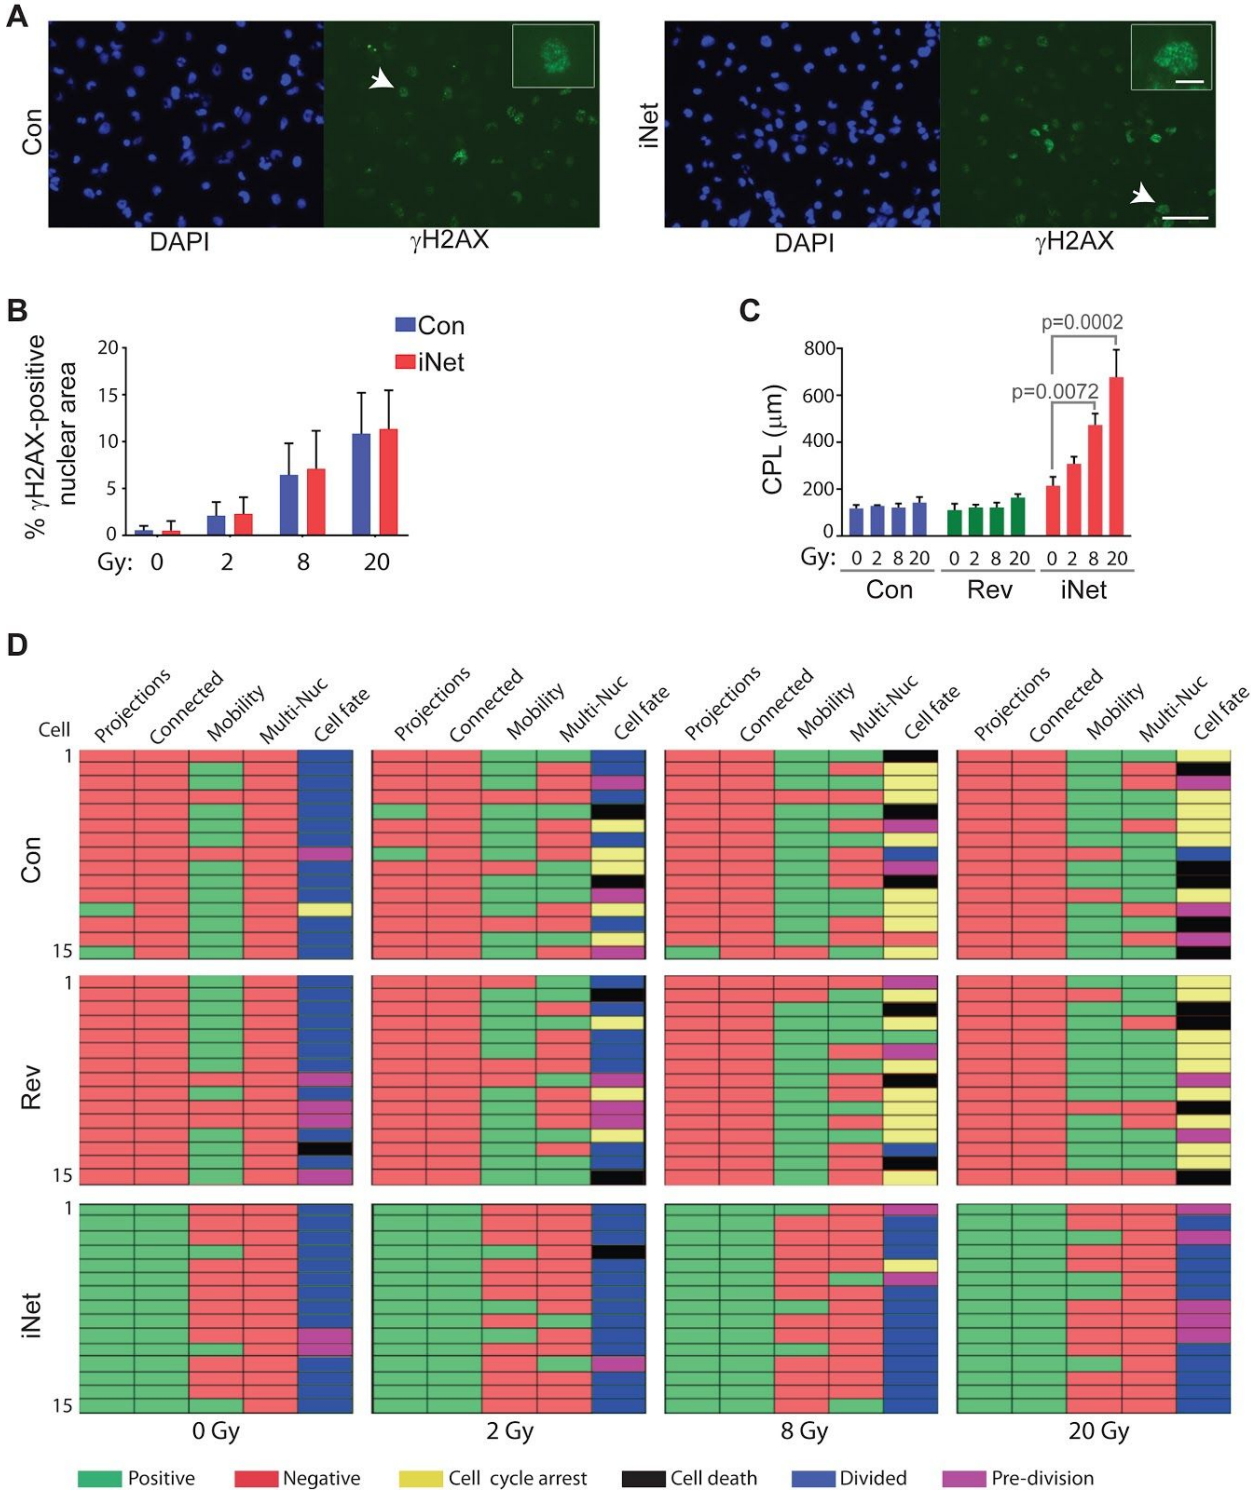 A
Con
iNet
DAPI
γH2AX
DAPI
γH2AX
B
% γH2AX-positive
nuclear area
20
15
10
5
0
Con
iNet
Gy: 0 2 8 20
C
CPL (μm)
800
600
400
200
0
p=0.0002
p=0.0072
Gy: 0 2 8 20 0 2 8 20 0 2 8 20
Con Rev iNet
D
Cell Projections Connected Mobility Multi-Nuc Cell fate Projections Connected Mobility Multi-Nuc Cell fate Projections Connected Mobility Multi-Nuc Cell fate Projections Connected Mobility Multi-Nuc Cell fate
1
Con
15
1
Rev
15
1
iNet
15
0 Gy 2 Gy 8 Gy 20 Gy
Positive Negative Cell cycle arrest Cell death Divided Pre-division